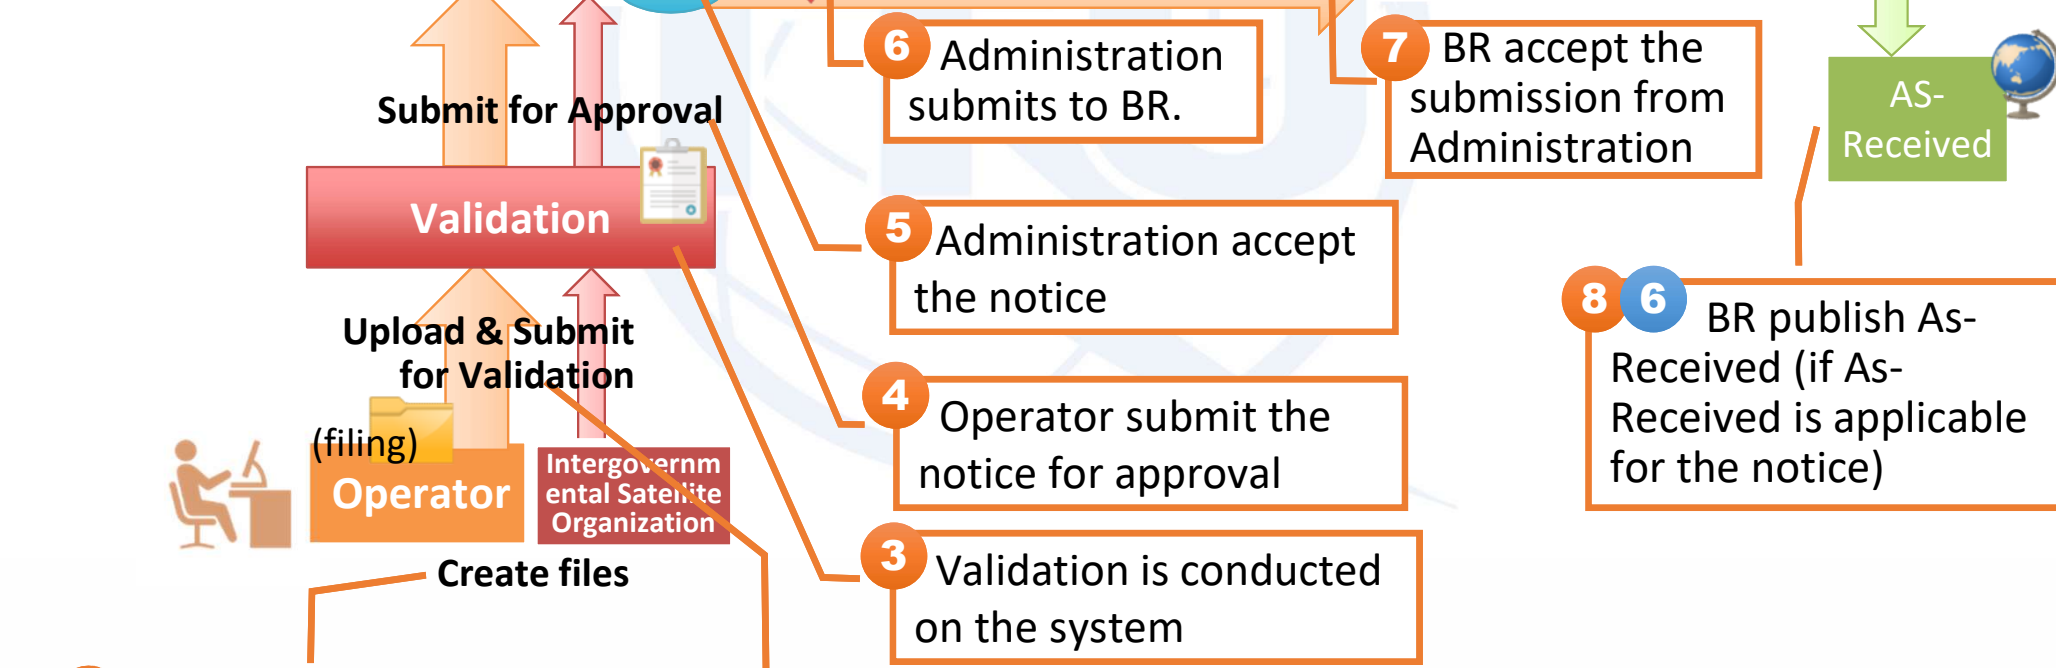 6 Administration
submits to BR.
7 BR accept the
submission from
Administration
AS-
Received
Submit for Approval
Validation
5 Administration accept
the notice
Upload & Submit
for Validation
8 6 BR publish As-
Received (if As-
Received is applicable
for the notice)
4 Operator submit the
notice for approval
(filing)
Operator
Intergovernm
ental Satellite
Organization
Create files
3 Validation is conducted
on the system